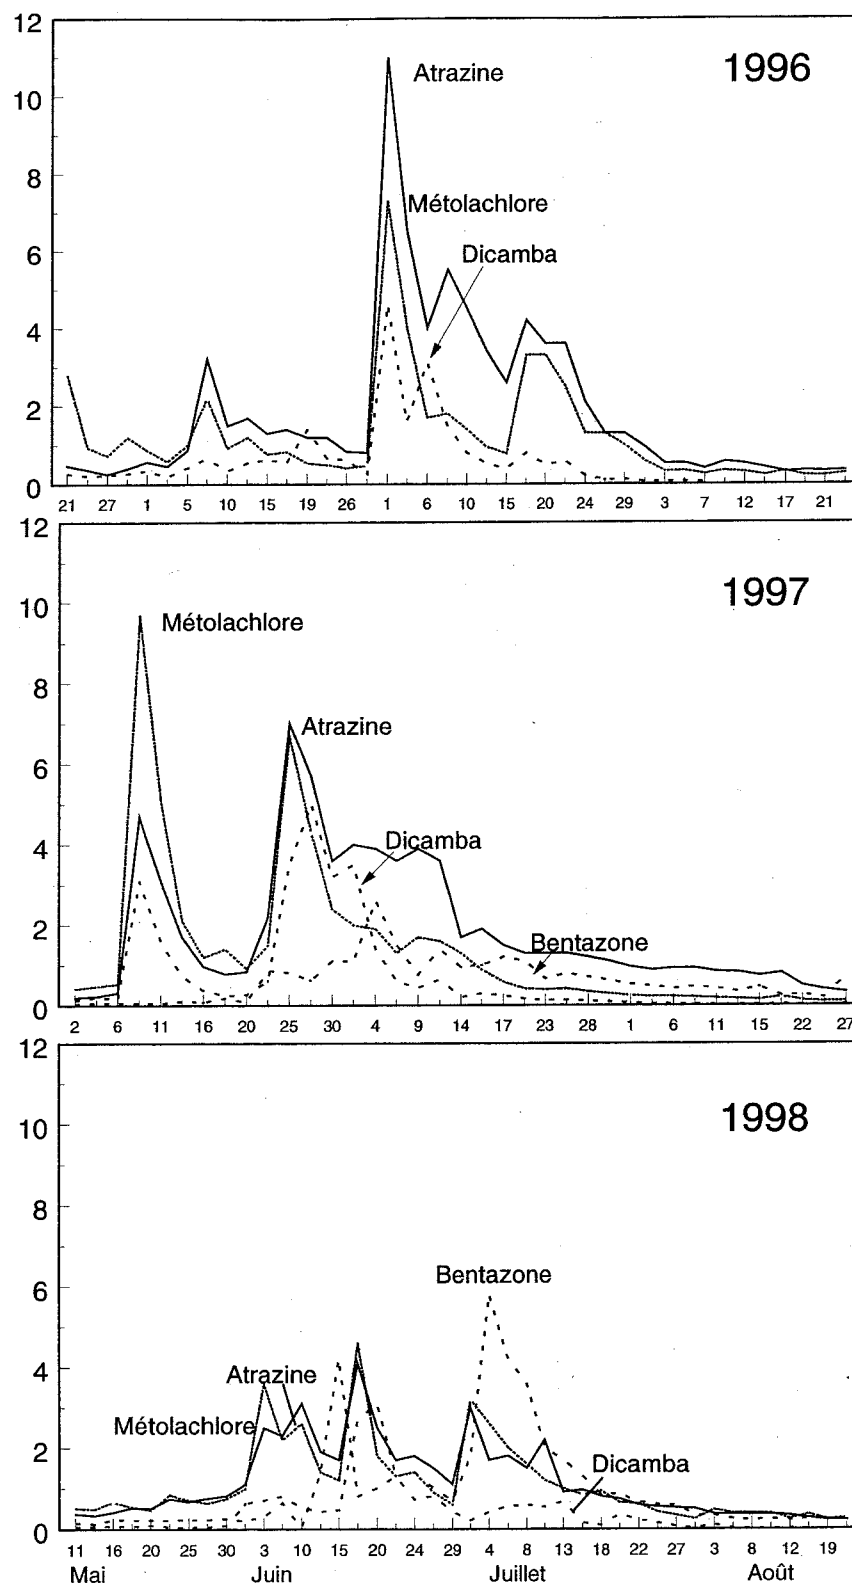 12
10
8
6
4
2
0
1996
Atrazine
Métolachlore
Dicamba
21 27 1 5 10 15 19 26 1 6 15 20 24 29 3 7 12 17 21
12
10
8
6
4
2
0
1997
Métolachlore
Atrazine
Dicamba
Bentazone
2 6 11 16 20 25 30 4 9 14 17 23 28 1 6 11 15 22 27
12
10
8
6
4
2
0
1998
Bentazone
Atrazine
Métolachlore
Dicamba
11 16 20 25 30 3 10 15 20 24 29 4 8 13 18 22 27 3 8 12 19
Mai Juin Juillet Août